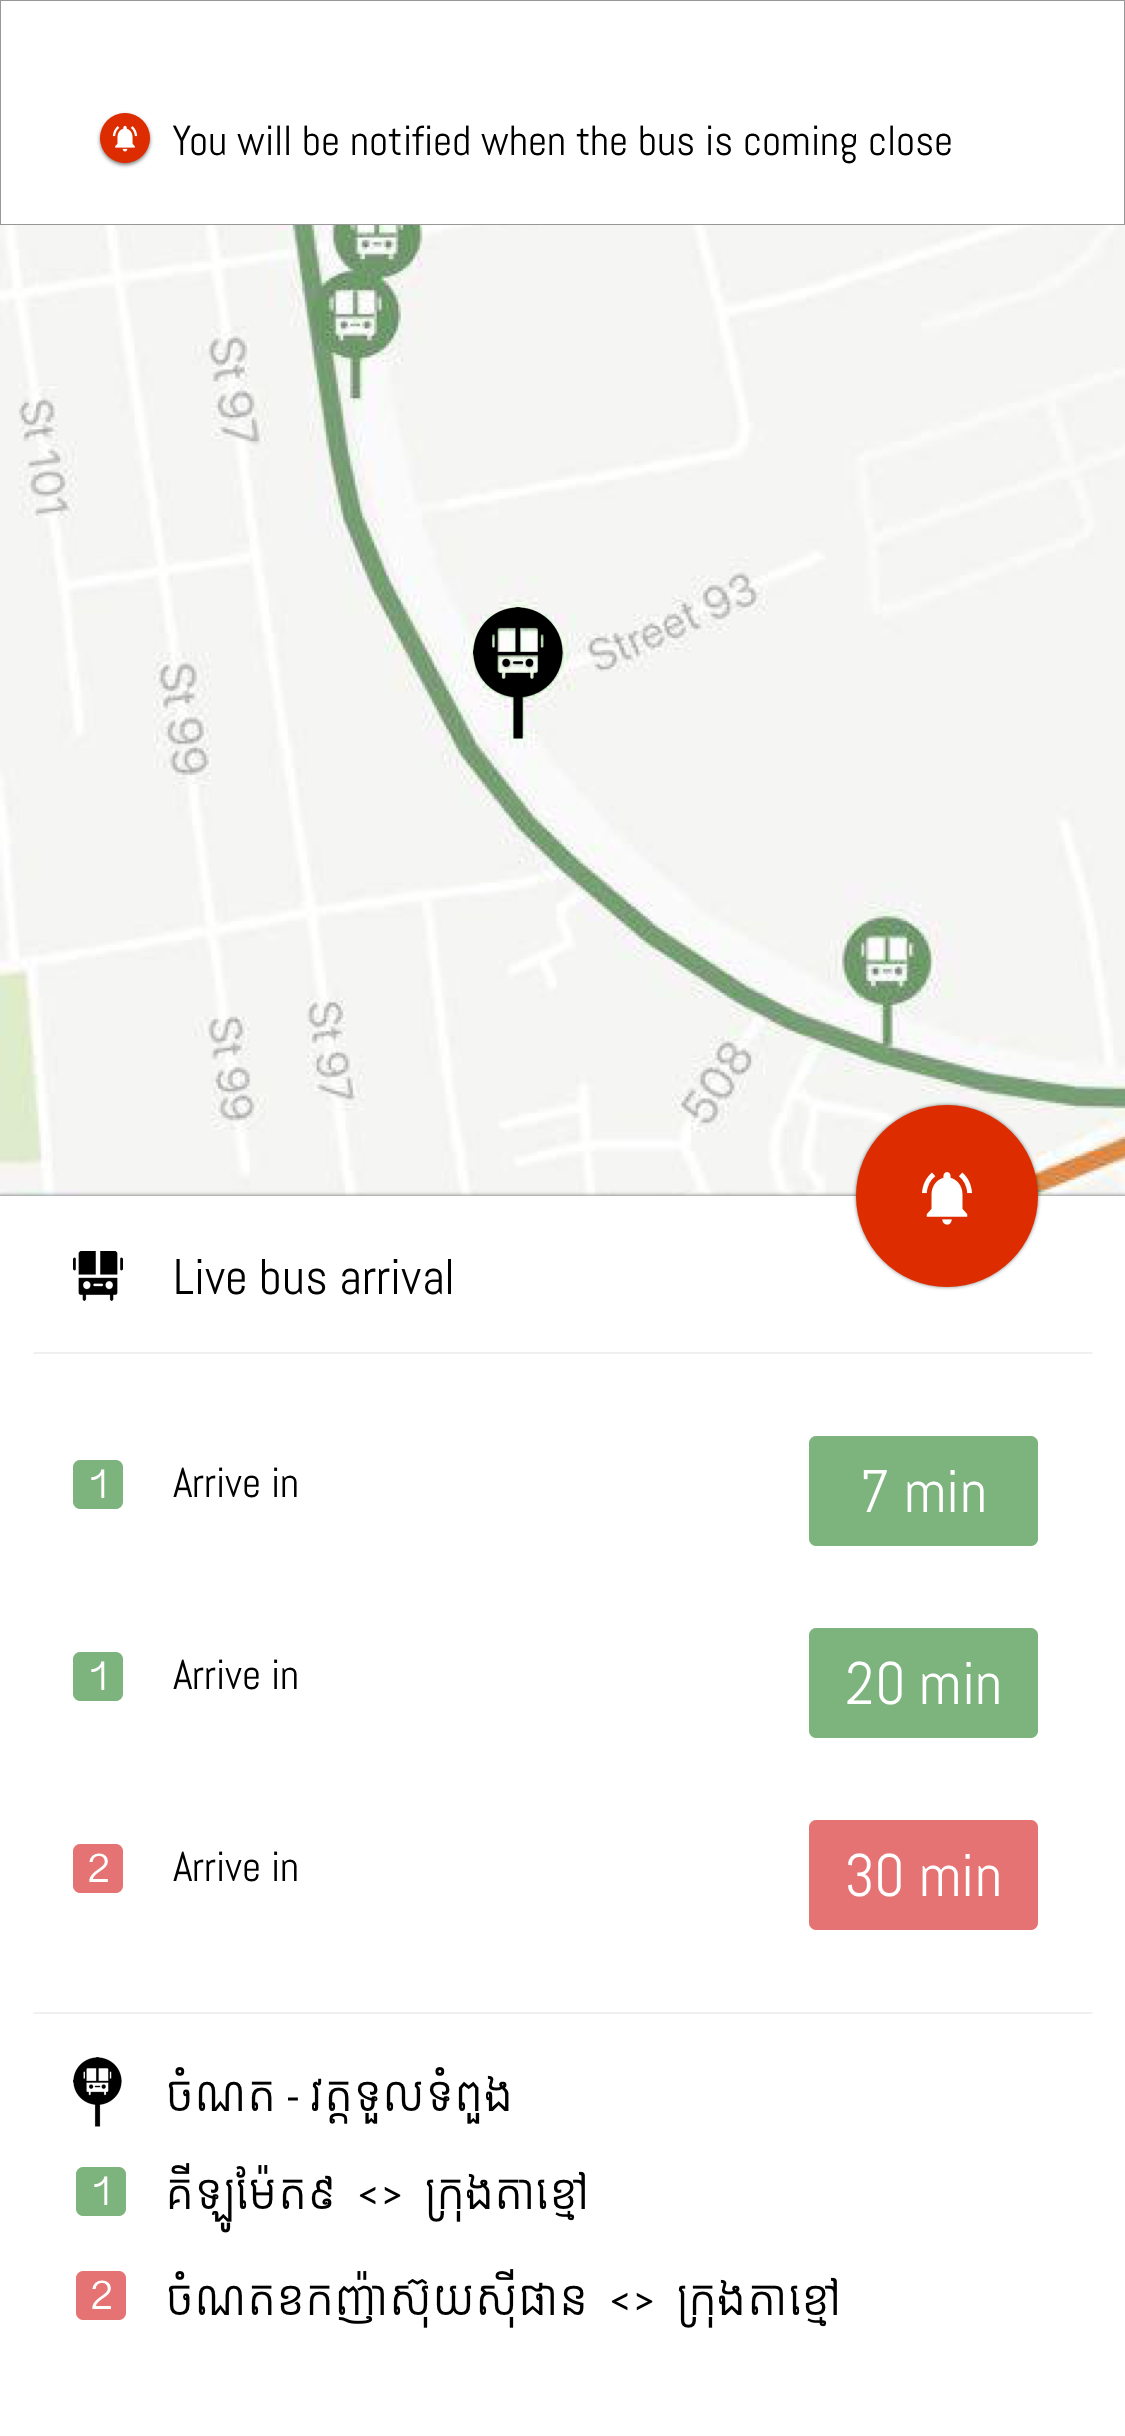 You will be notified when the bus is coming close
St 97
St 101
Street 93
St 99
St 97
St 99
508
Live bus arrival
1 Arrive in 7 min
1 Arrive in 20 min
2 Arrive in 30 min
ចំណត - វត្តទួលទំពួង
1 គីឡូម៉ែត៩ <> ក្រុងតាខ្មៅ
2 ចំណតខកញ៉ាស៊ុយស៊ីផាន <> ក្រុងតាខ្មៅ